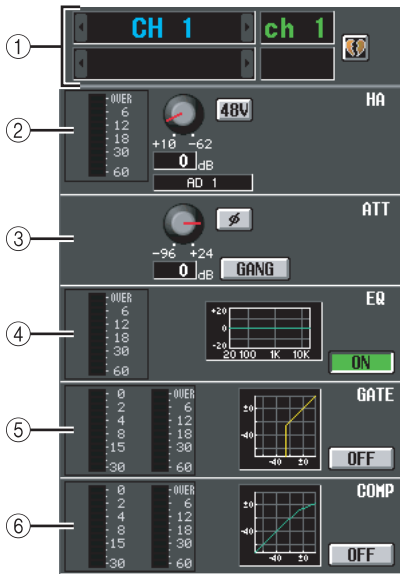 ①
CH 1 ch 1
②
HA
OVER
6
12
18
30
60
48V
+10 -62
0 dB
AD 1
③
ATT
ø
-96 +24
0 dB GANG
④
EQ
OVER
6
12
18
30
60
+20
0
-20
20 100 1K 10K
ON
⑤
GATE
0 OVER
2 6
4 12
8 18
15 30
30 60
±0
-40
-40 ±0
OFF
⑥
COMP
0 OVER
2 6
4 12
8 18
15 30
30 60
±0
-40
-40 ±0
OFF